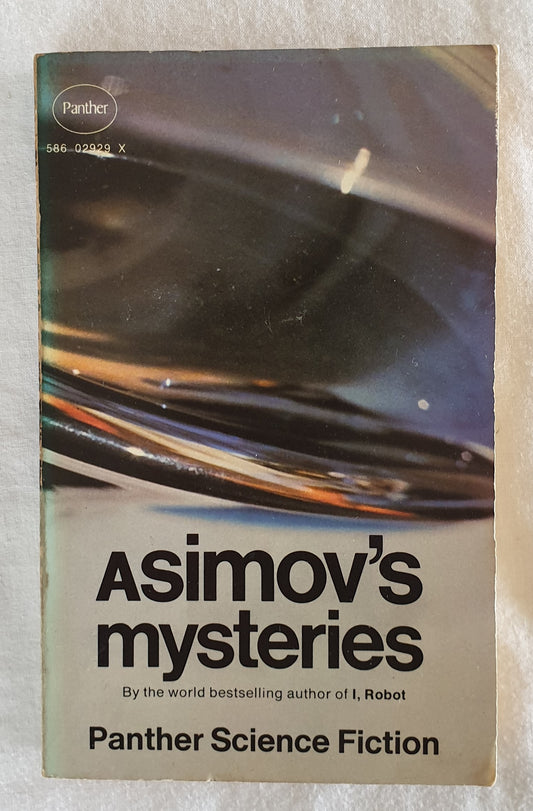 Panther
586 02929 X
Asimov's
mysteries
By the world bestselling author of I, Robot
Panther Science Fiction